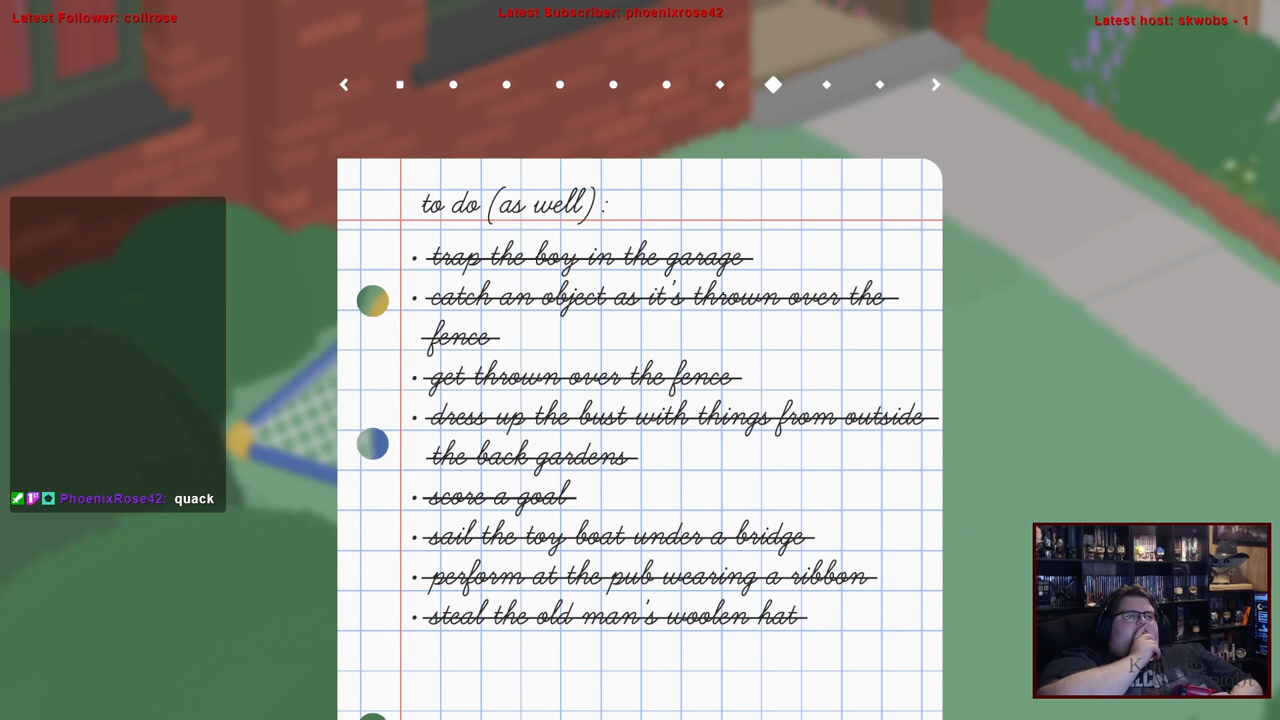 Latest Follower: collrose
Latest Subscriber: phoenixrose42
Latest host: skwobs - 1
to do (as well) :
• trap the boy in the garage
• catch an object as it's thrown over the
fence
• get thrown over the fence
• dress up the bust with things from outside
the back gardens
• score a goal
• sail the toy boat under a bridge
• perform at the pub wearing a ribbon
• steal the old man's woolen hat
PhoenixRose42: quack